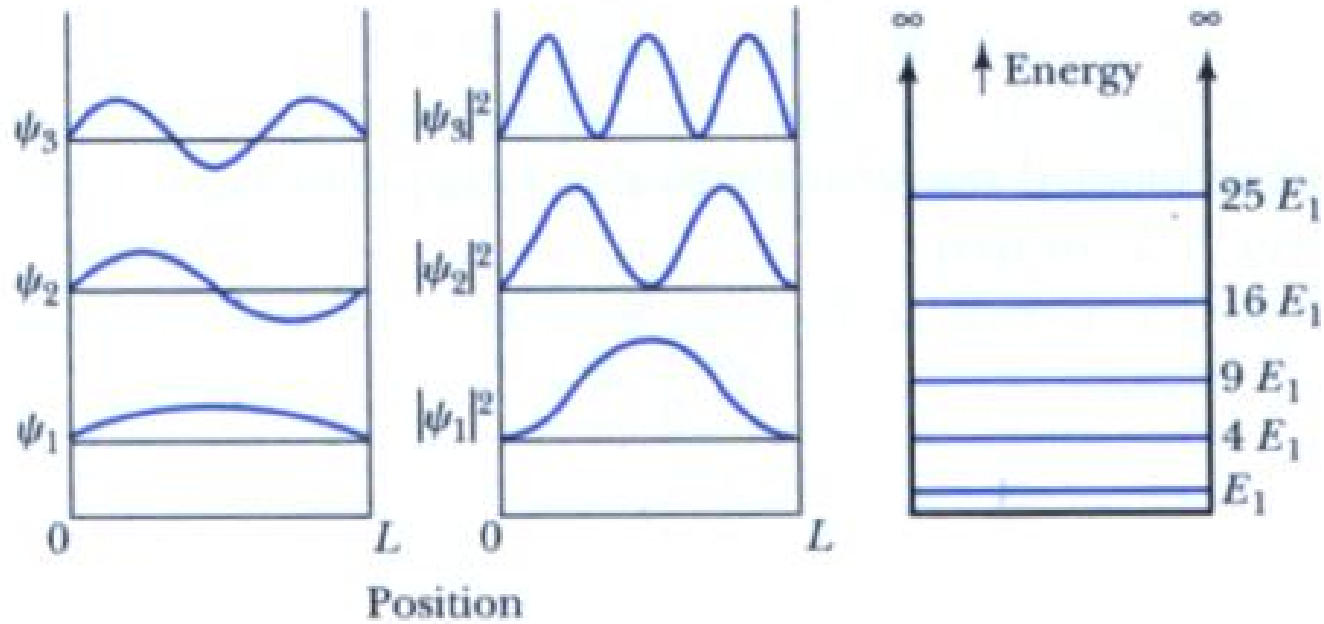 ψ₃
ψ₂
ψ₁
0 L
|ψ₃|²
|ψ₂|²
|ψ₁|²
0 L
Position
∞ ∞
Energy
25 E₁
16 E₁
9 E₁
4 E₁
E₁